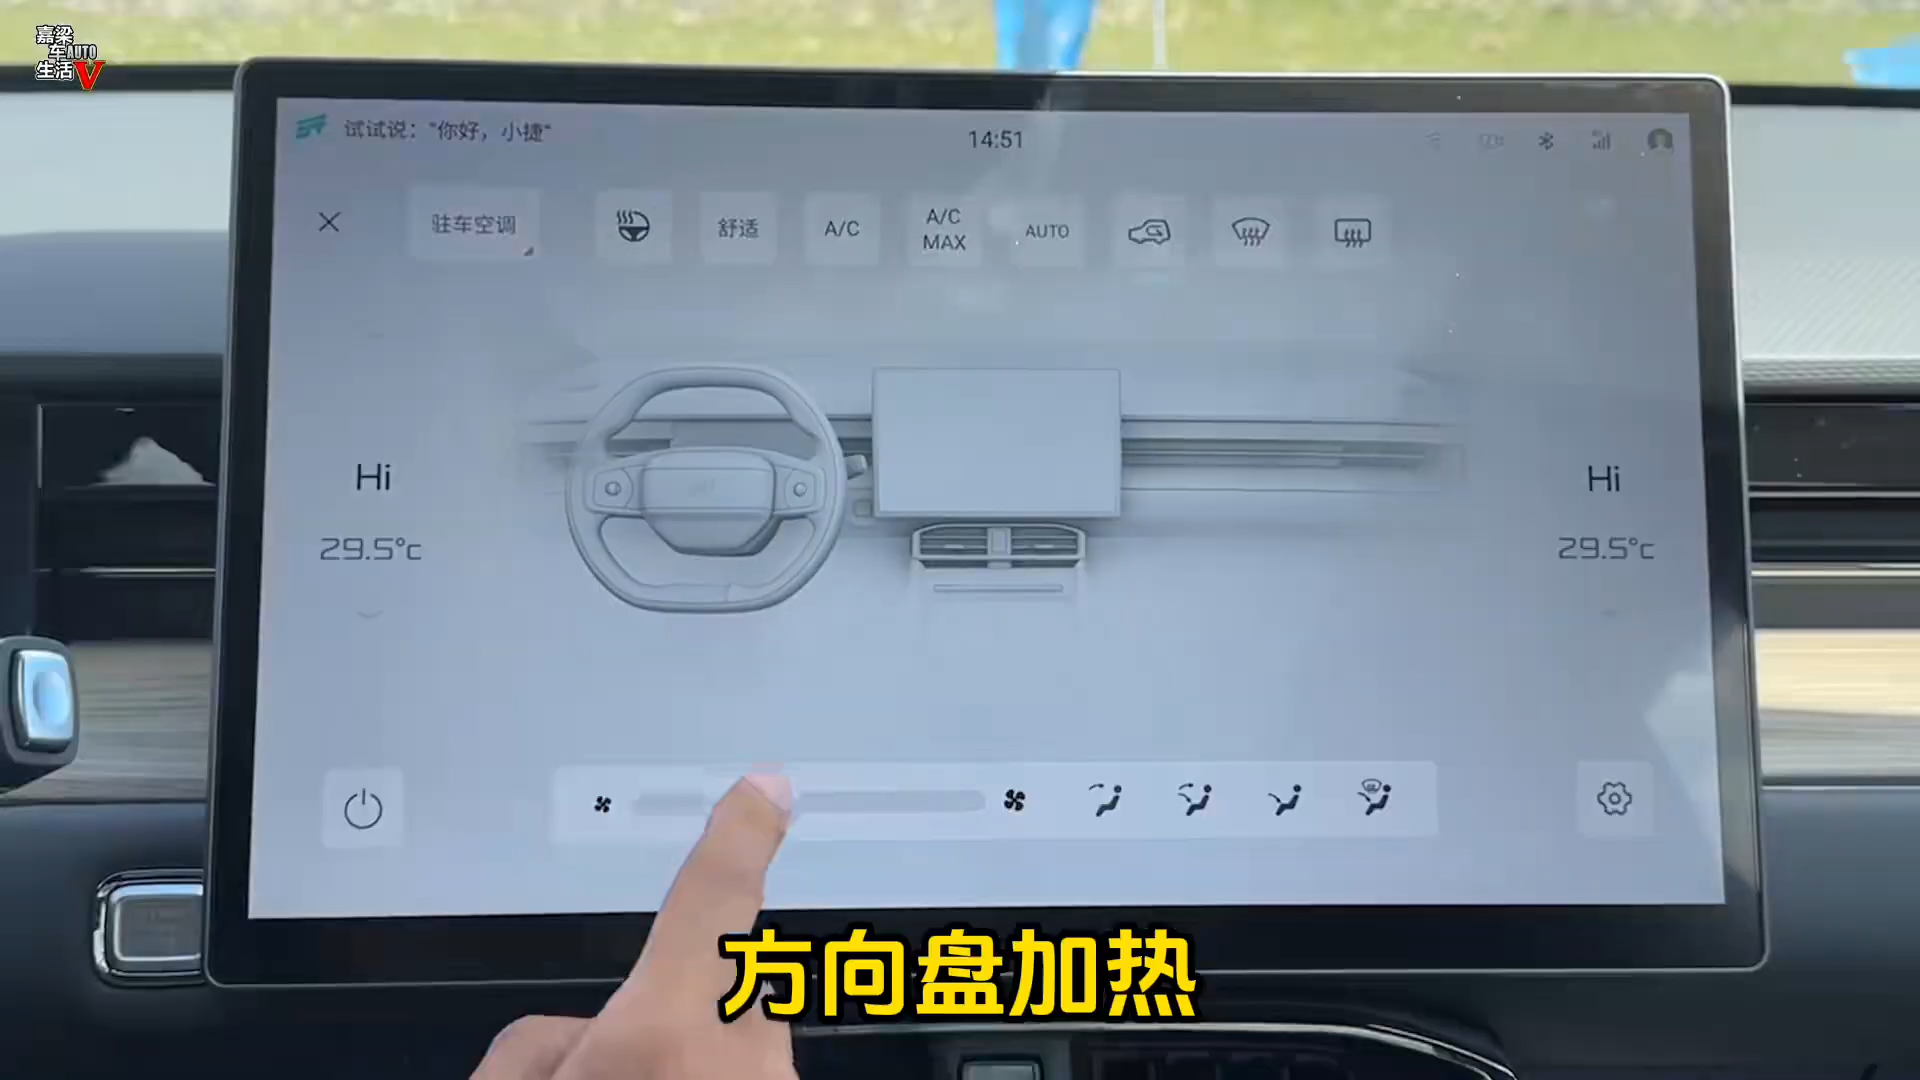 嘉梁
车AUTO
生活V
试试说："你好，小捷"
14:51
驻车空调
舒适
A/C
A/C
MAX
AUTO
Hi
29.5°c
Hi
29.5°c
方向盘加热